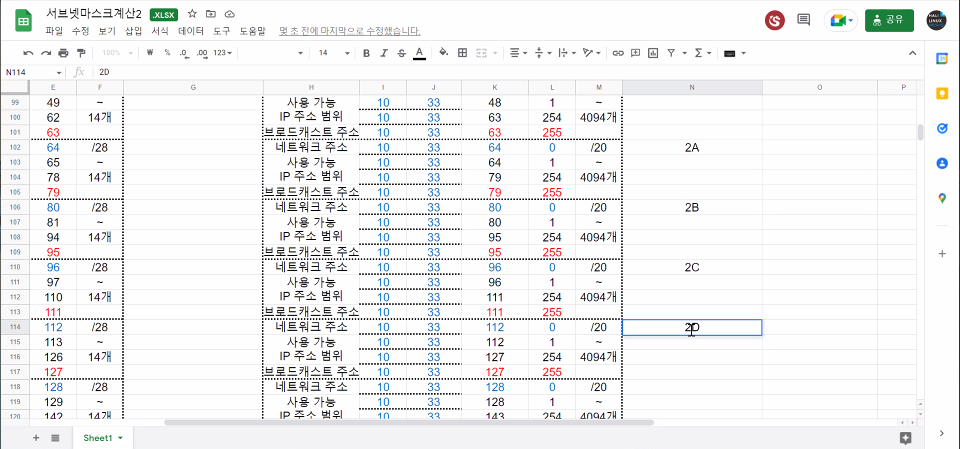 서브넷마스크계산2 .XLSX
파일 수정 보기 삽입 서식 데이터 도구 도움말 몇 초 전에 마지막으로 수정했습니다.
공유
HALI LINUX
100% ₩ % .0 .00 123 14 B I S A
N114 fx 2D
E F G H I J K L M N O P
99 49 ~ 사용 가능 10 33 48 1 ~
100 62 14개 IP 주소 범위 10 33 63 254 4094개
101 63 브로드캐스트 주소 10 33 63 255
102 64 /28 네트워크 주소 10 33 64 0 /20 2A
103 65 ~ 사용 가능 10 33 64 1 ~
104 78 14개 IP 주소 범위 10 33 79 254 4094개
105 79 브로드캐스트 주소 10 33 79 255
106 80 /28 네트워크 주소 10 33 80 0 /20 2B
107 81 ~ 사용 가능 10 33 80 1 ~
108 94 14개 IP 주소 범위 10 33 95 254 4094개
109 95 브로드캐스트 주소 10 33 95 255
110 96 /28 네트워크 주소 10 33 96 0 /20 2C
111 97 ~ 사용 가능 10 33 96 1 ~
112 110 14개 IP 주소 범위 10 33 111 254 4094개
113 111 브로드캐스트 주소 10 33 111 255
114 112 /28 네트워크 주소 10 33 112 0 /20 2D
115 113 ~ 사용 가능 10 33 112 1 ~
116 126 14개 IP 주소 범위 10 33 127 254 4094개
117 127 브로드캐스트 주소 10 33 127 255
118 128 /28 네트워크 주소 10 33 128 0 /20
119 129 ~ 사용 가능 10 33 128 1 ~
120 142 14개 IP 주소 범위 10 33 143 254 4094개
Sheet1